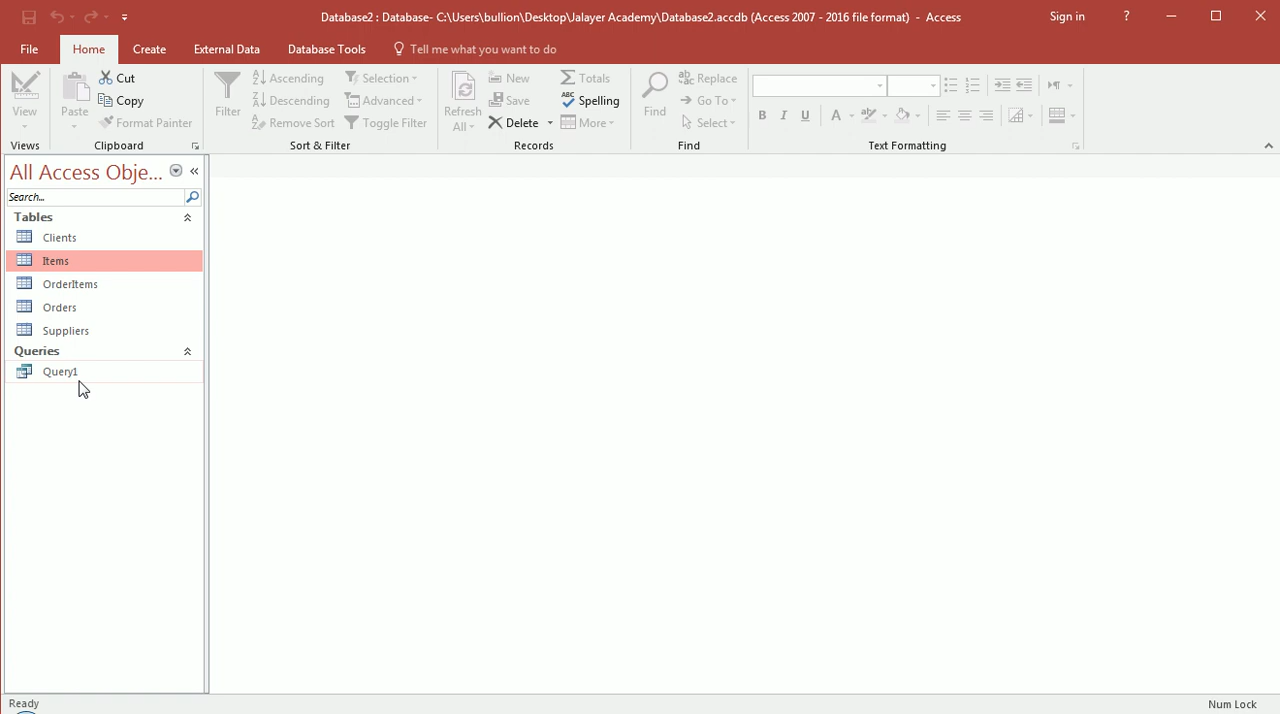 Database2 : Database- C:\Users\bullion\Desktop\Jalayer Academy\Database2.accdb (Access 2007 - 2016 file format) - Access
Sign in
?
File
Home
Create
External Data
Database Tools
Tell me what you want to do
View
Views
Paste
Cut
Copy
Format Painter
Clipboard
Filter
Ascending
Descending
Remove Sort
Selection
Advanced
Toggle Filter
Sort & Filter
Refresh
All
New
Save
Delete
Totals
Spelling
More
Records
Find
Replace
Go To
Select
Find
B I U A
Text Formatting
All Access Obje...
Search...
Tables
Clients
Items
OrderItems
Orders
Suppliers
Queries
Query1
Ready
Num Lock